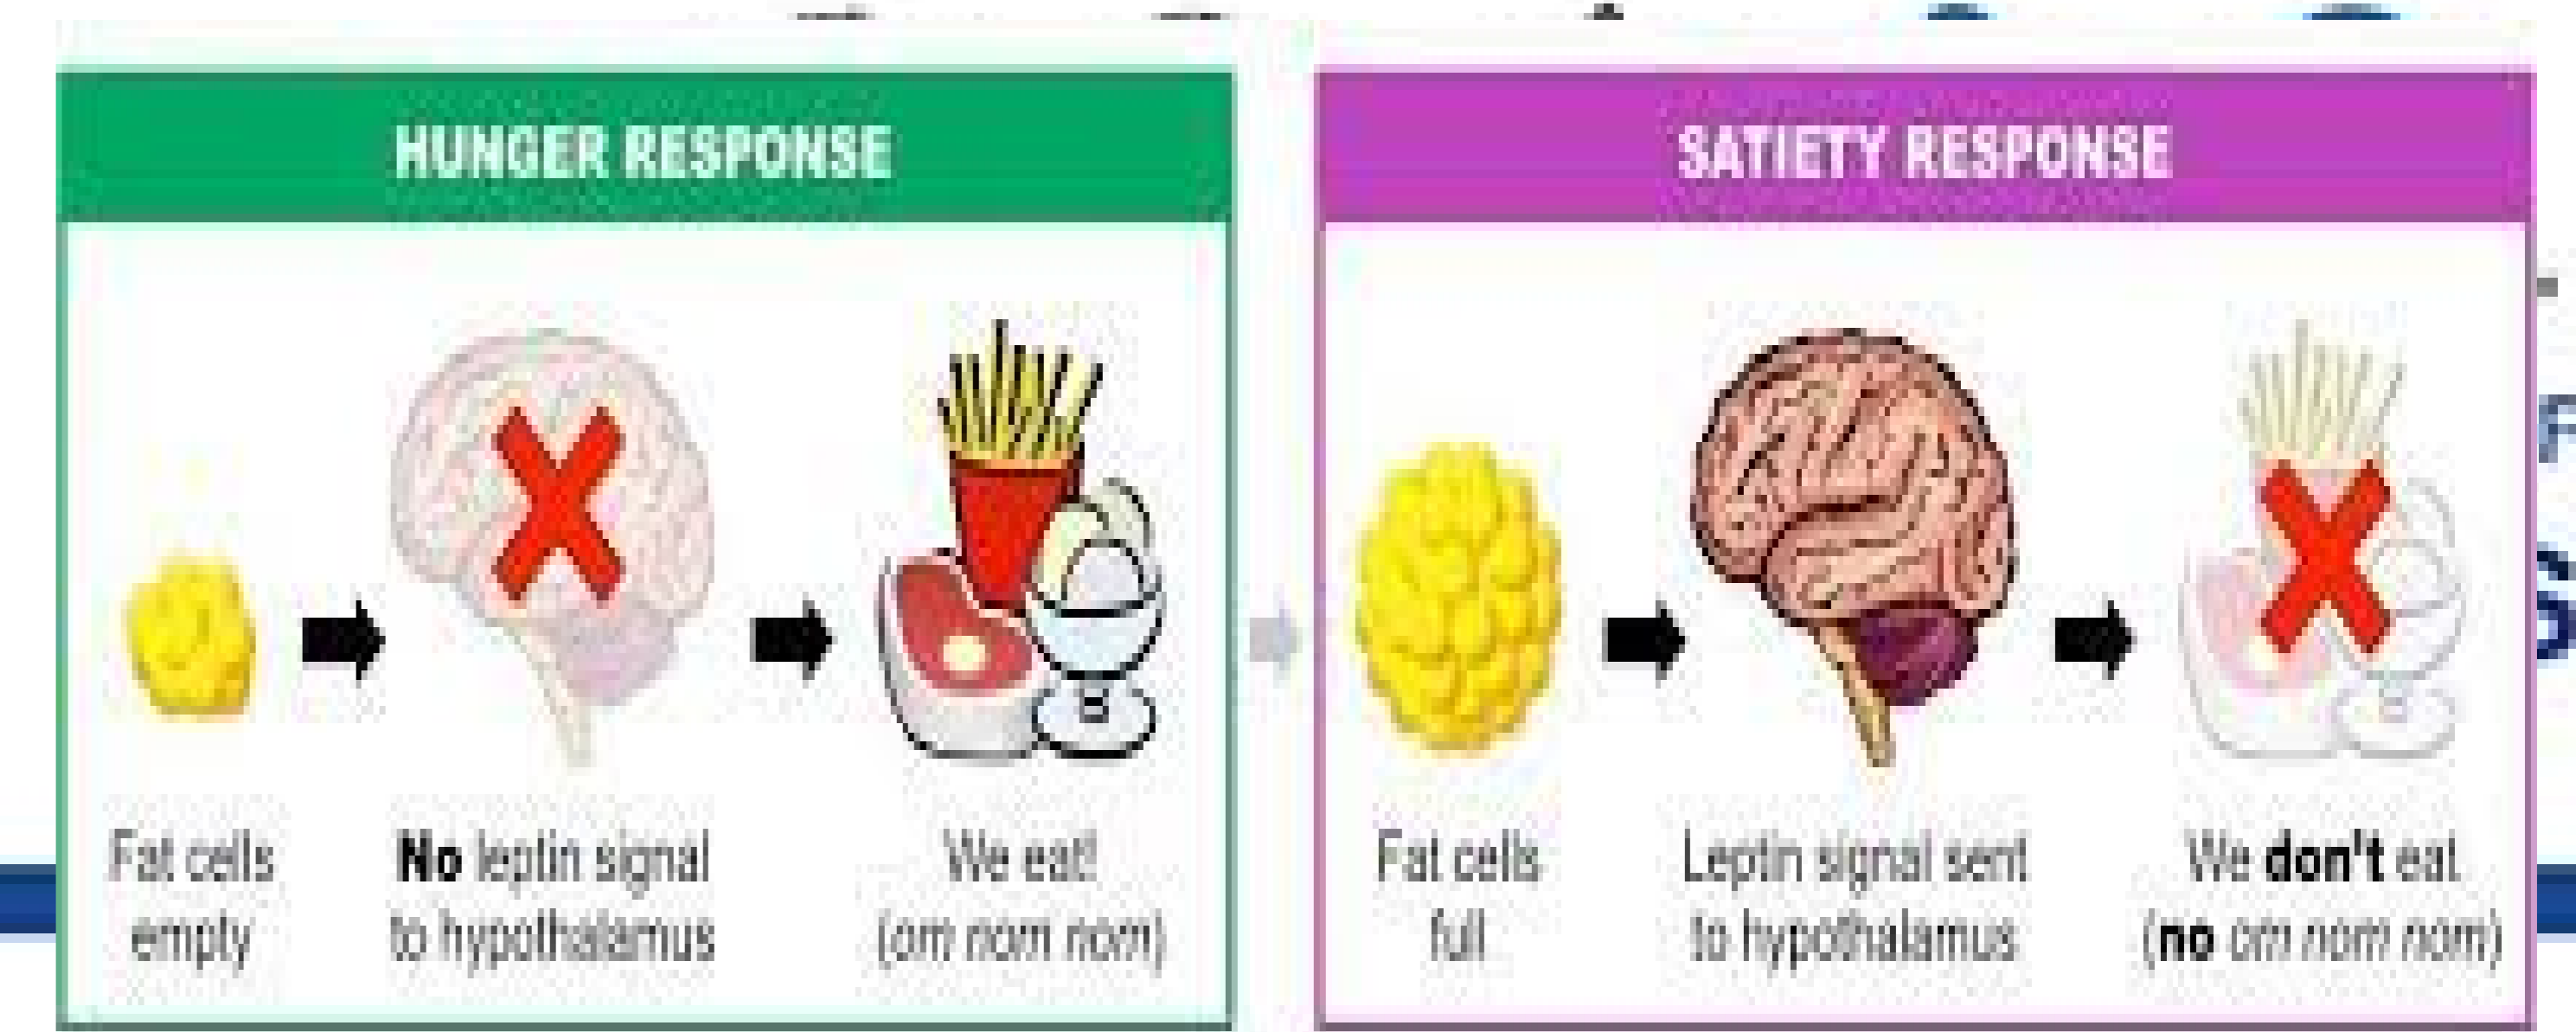 HUNGER RESPONSE
Fat cells
empty
No leptin signal
to hypothalamus
We eat!
(om nom nom)
SATIETY RESPONSE
Fat cells
full
Leptin signal sent
to hypothalamus
We don't eat
(no om nom nom)